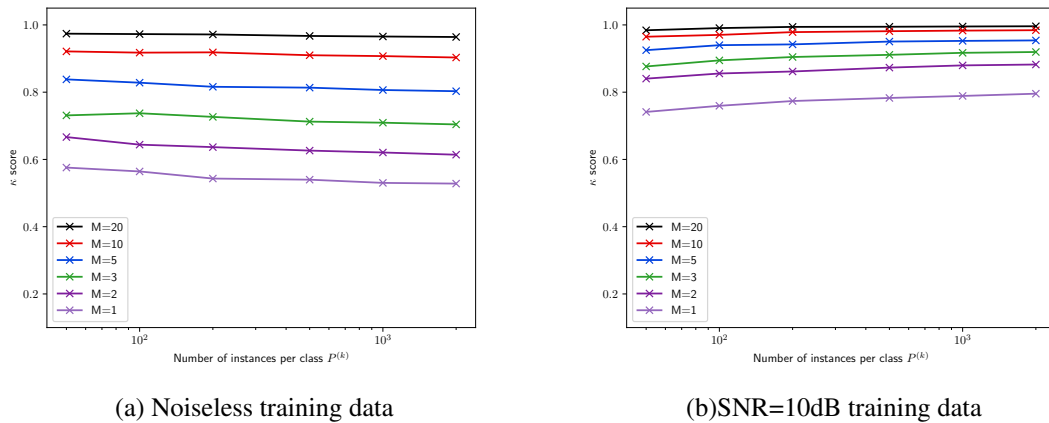 1.0
0.8
0.6
0.4
0.2
κ score
M=20
M=10
M=5
M=3
M=2
M=1
10²
10³
Number of instances per class P⁽ᵏ⁾
(a) Noiseless training data
1.0
0.8
0.6
0.4
0.2
κ score
M=20
M=10
M=5
M=3
M=2
M=1
10²
10³
Number of instances per class P⁽ᵏ⁾
(b)SNR=10dB training data